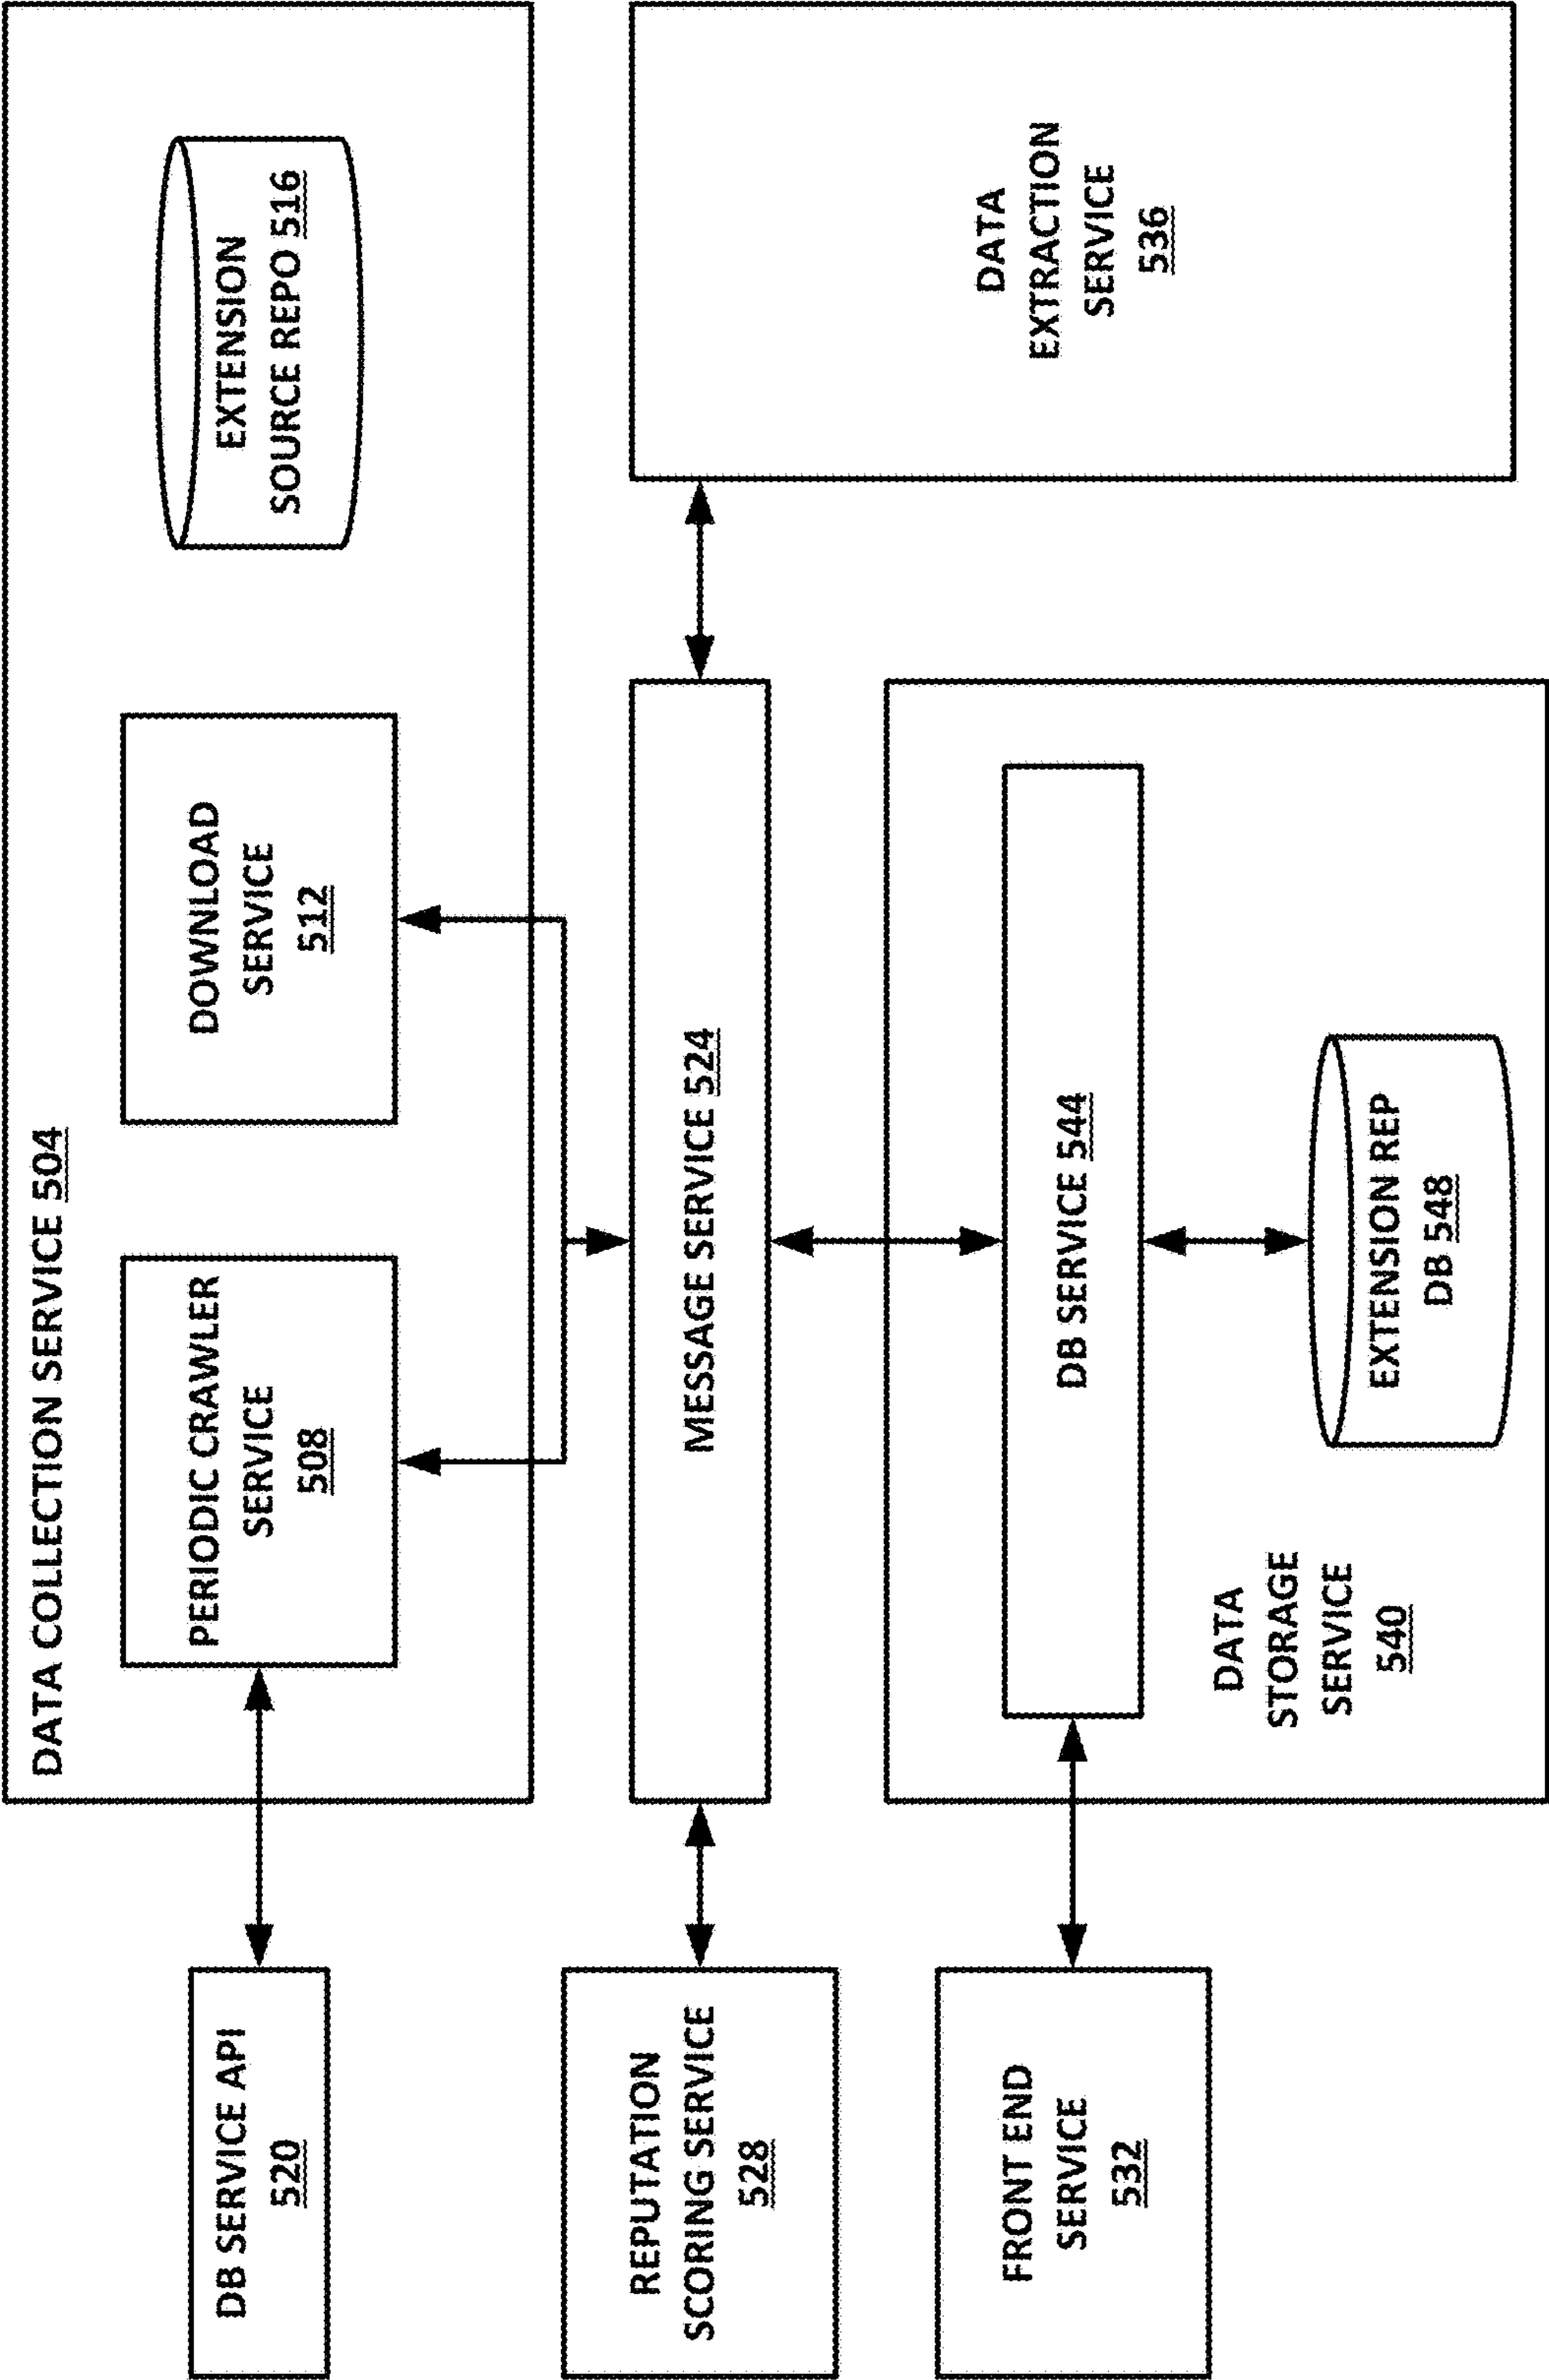 DATA COLLECTION SERVICE 504
DB SERVICE API
520
PERIODIC CRAWLER
SERVICE
508
DOWNLOAD
SERVICE
512
EXTENSION
SOURCE REPO 516
REPUTATION
SCORING SERVICE
528
MESSAGE SERVICE 524
DATA
EXTRACTION
SERVICE
536
FRONT END
SERVICE
532
DB SERVICE 544
DATA
STORAGE
SERVICE
540
EXTENSION REP
DB 548